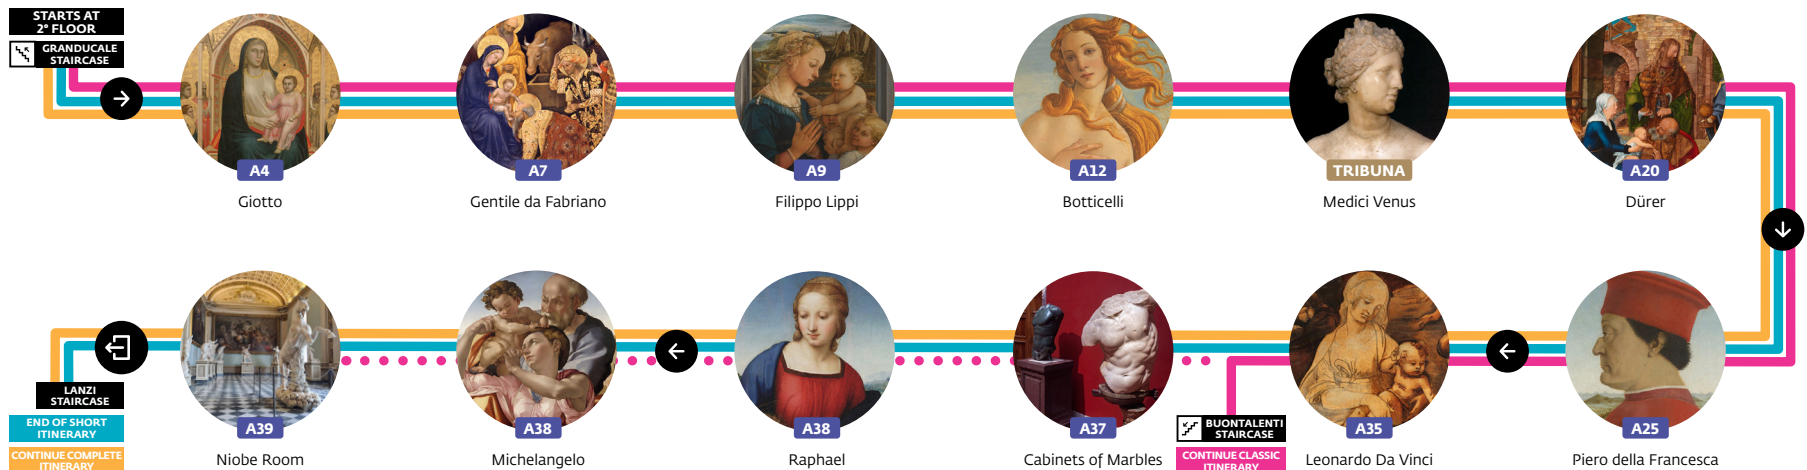 STARTS AT
2° FLOOR
GRANDUCALE
STAIRCASE
A4
A7
A9
A12
TRIBUNA
A20
Giotto
Gentile da Fabriano
Filippo Lippi
Botticelli
Medici Venus
Dürer
LANZI
STAIRCASE
END OF SHORT
ITINERARY
CONTINUE COMPLETE
ITINERARY
A39
A38
A38
A37
BUONTALENTI
STAIRCASE
CONTINUE CLASSIC
ITINERARY
A35
A25
Niobe Room
Michelangelo
Raphael
Cabinets of Marbles
Leonardo Da Vinci
Piero della Francesca